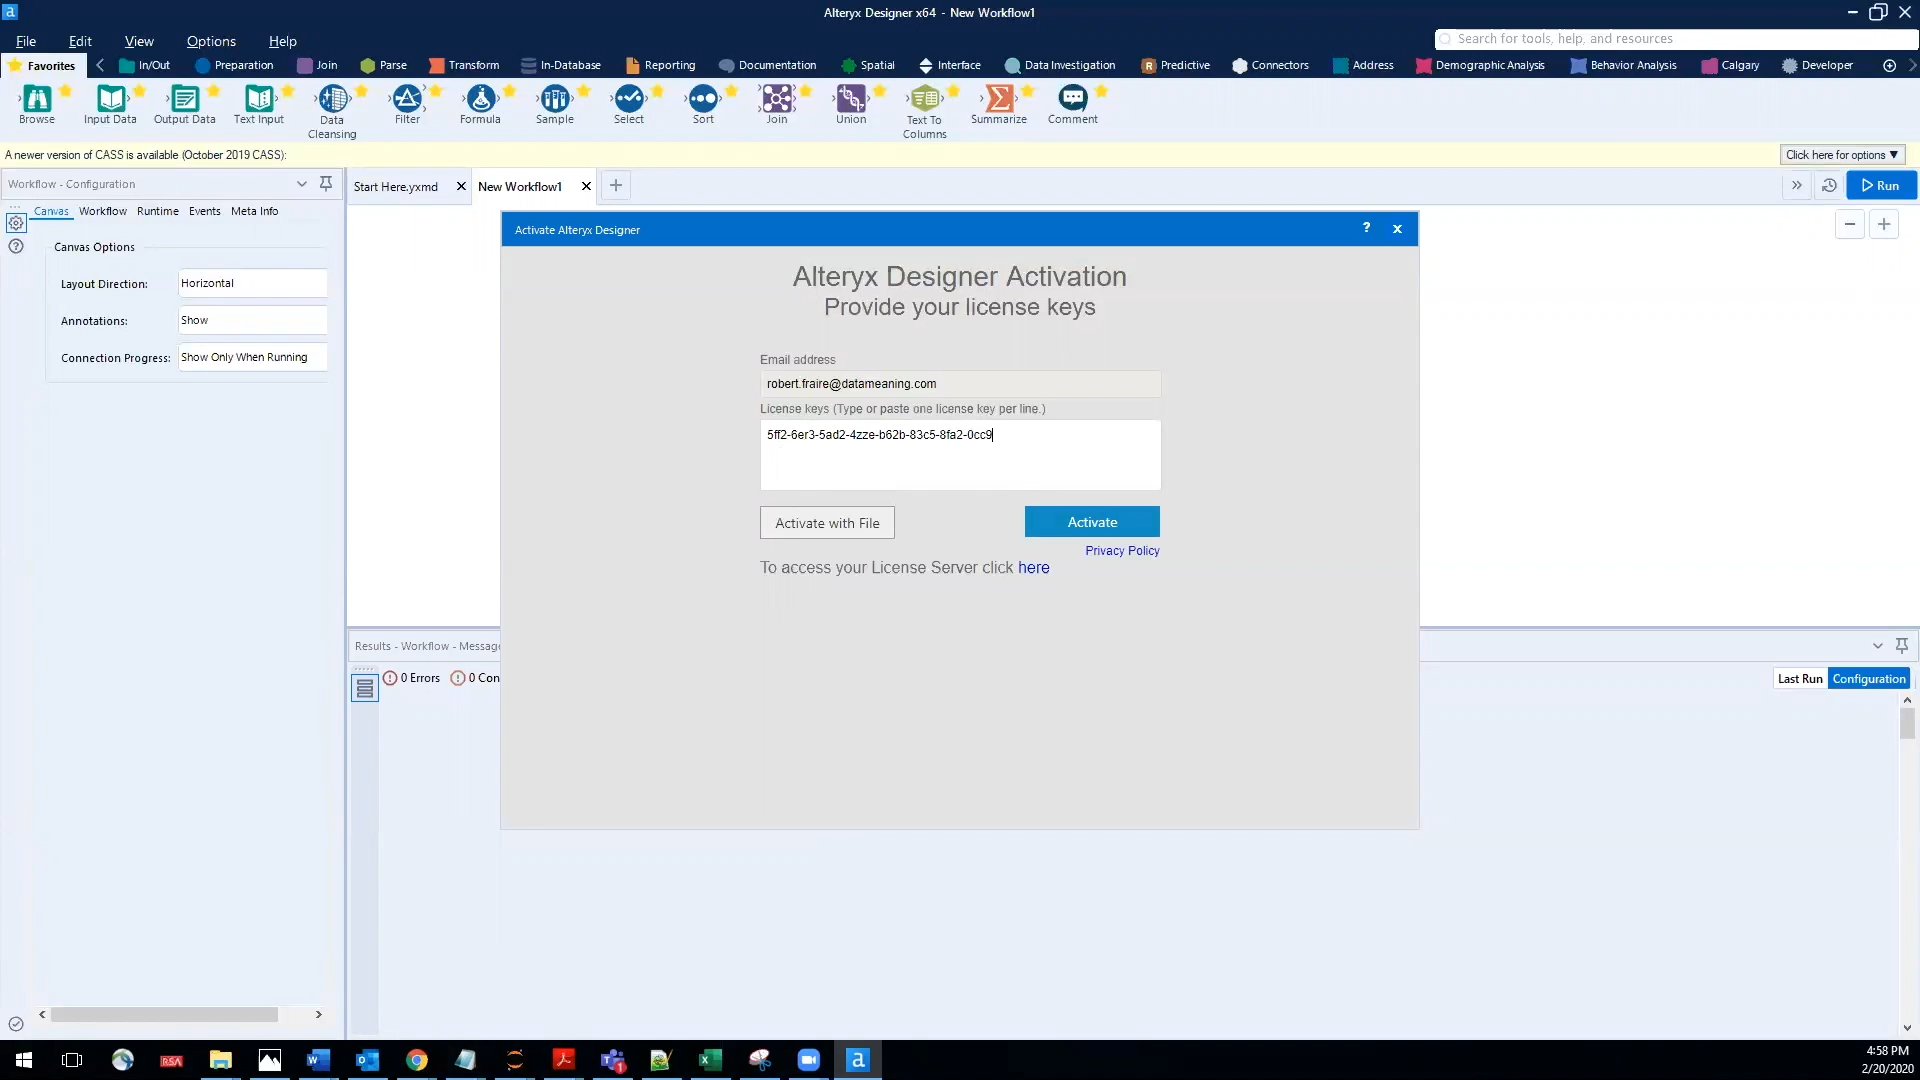 Alteryx Designer x64 - New Workflow1
File Edit View Options Help
Search for tools, help, and resources
Favorites In/Out Preparation Join Parse Transform In-Database Reporting Documentation Spatial Interface Data Investigation Predictive Connectors Address Demographic Analysis Behavior Analysis Calgary Developer
Browse Input Data Output Data Text Input Data Cleansing Filter Formula Sample Select Sort Join Union Text To Columns Summarize Comment
A newer version of CASS is available (October 2019 CASS):
Click here for options ▼
Workflow - Configuration
Start Here.yxmd
New Workflow1
Run
Canvas Workflow Runtime Events Meta Info
Canvas Options
Layout Direction: Horizontal
Annotations: Show
Connection Progress: Show Only When Running
Activate Alteryx Designer
Alteryx Designer Activation
Provide your license keys
Email address
robert.fraire@datameaning.com
License keys (Type or paste one license key per line.)
5ff2-6er3-5ad2-4zze-b62b-83c5-8fa2-0cc9
Activate with File
Activate
Privacy Policy
To access your License Server click here
Results - Workflow - Message
0 Errors 0 Con
Last Run Configuration
RSA
4:58 PM
2/20/2020